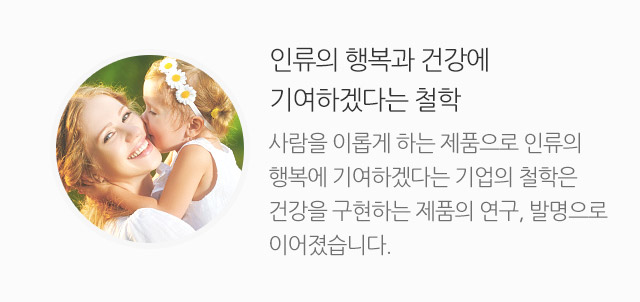 인류의 행복과 건강에
기여하겠다는 철학
사람을 이롭게 하는 제품으로 인류의
행복에 기여하겠다는 기업의 철학은
건강을 구현하는 제품의 연구, 발명으로
이어졌습니다.